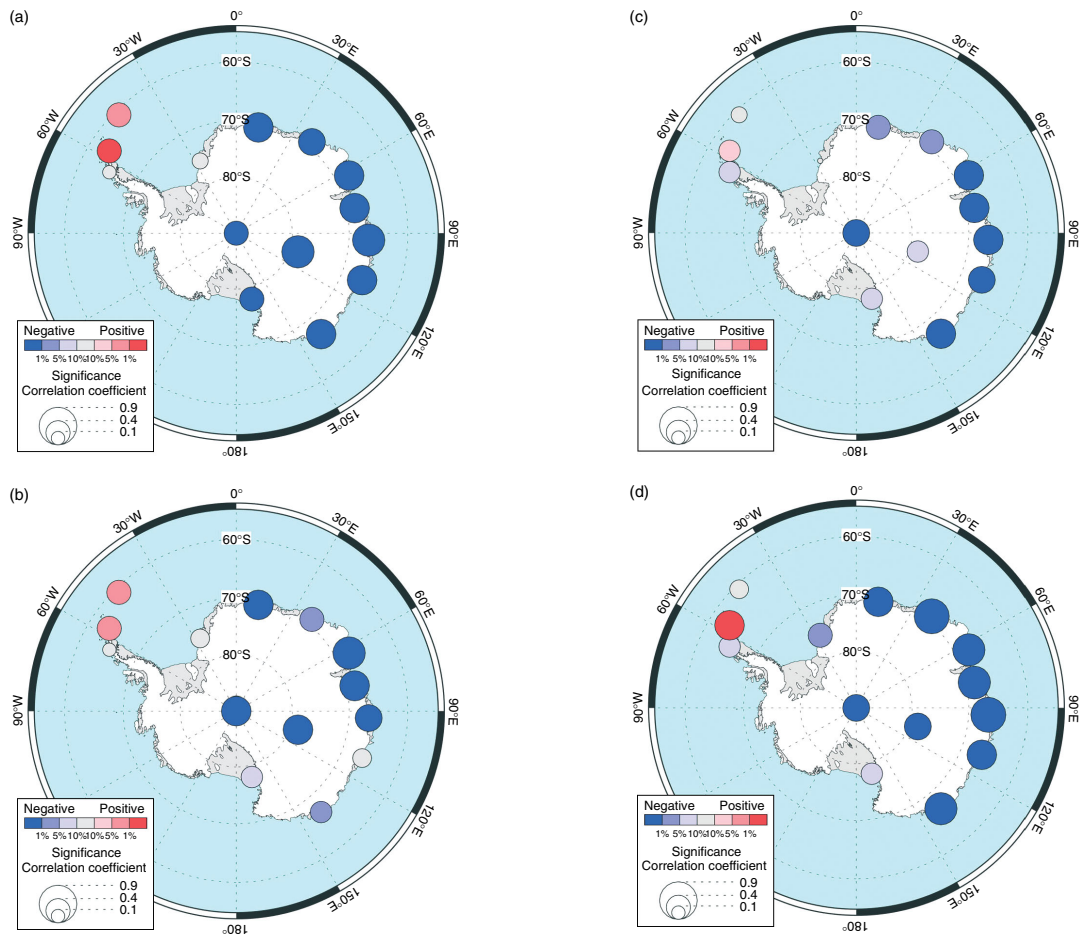 (a)
0°
30°E
60°E
90°E
120°E
150°E
180°
90°W
60°W
30°W
60°S
70°S
80°S
Negative Positive
1% 5% 10% 10% 5% 1%
Significance
Correlation coefficient
0.9
0.4
0.1
(c)
0°
30°E
60°E
90°E
120°E
150°E
180°
90°W
60°W
30°W
60°S
70°S
80°S
Negative Positive
1% 5% 10% 10% 5% 1%
Significance
Correlation coefficient
0.9
0.4
0.1
(b)
0°
30°E
60°E
90°E
120°E
150°E
180°
90°W
60°W
30°W
60°S
70°S
80°S
Negative Positive
1% 5% 10% 10% 5% 1%
Significance
Correlation coefficient
0.9
0.4
0.1
(d)
0°
30°E
60°E
90°E
120°E
150°E
180°
90°W
60°W
30°W
60°S
70°S
80°S
Negative Positive
1% 5% 10% 10% 5% 1%
Significance
Correlation coefficient
0.9
0.4
0.1